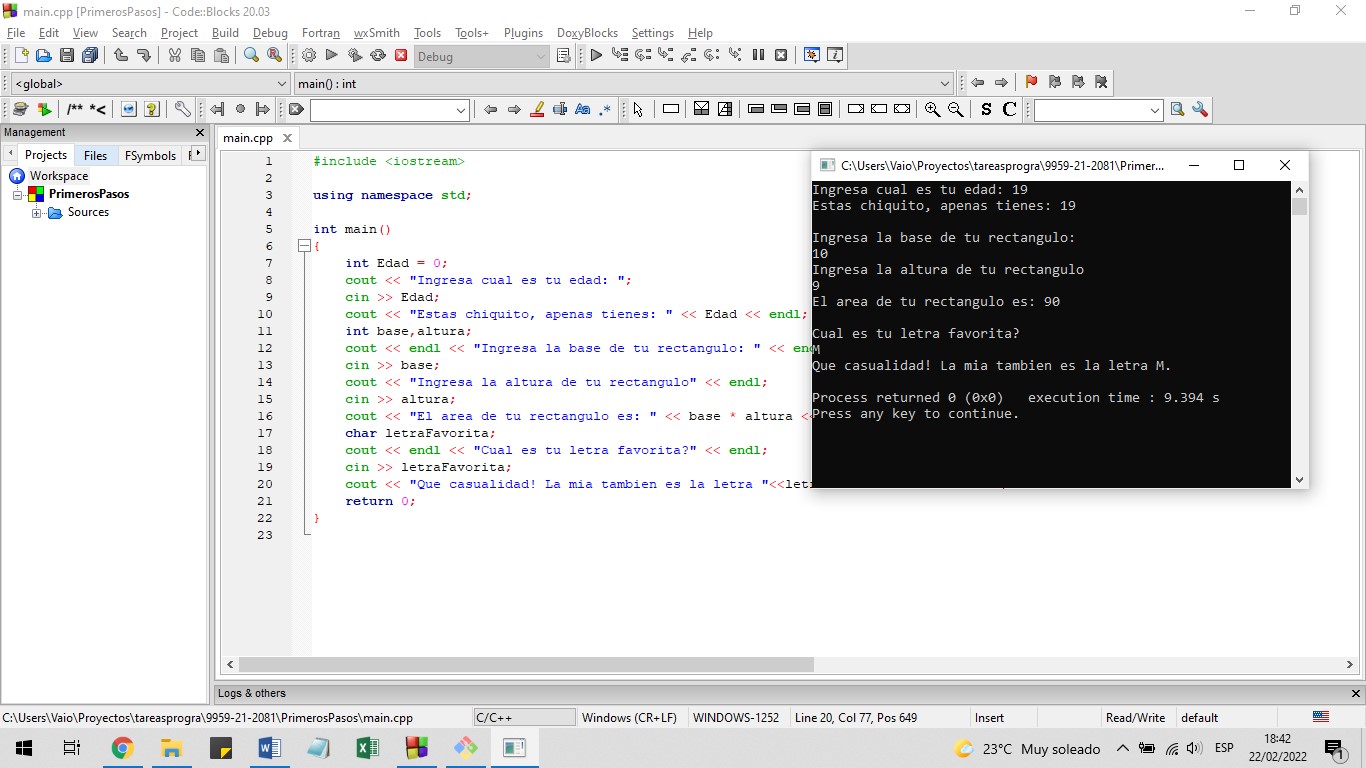 main.cpp [PrimerosPasos] - Code::Blocks 20.03
File Edit View Search Project Build Debug Fortran wxSmith Tools Tools+ Plugins DoxyBlocks Settings Help
Debug
<global> main() : int
/** *< Aa .* S C
Management
Projects Files FSymbols
Workspace
PrimerosPasos
Sources
main.cpp
1 #include <iostream>
2
3 using namespace std;
4
5 int main()
6 {
7 int Edad = 0;
8 cout << "Ingresa cual es tu edad: ";
9 cin >> Edad;
10 cout << "Estas chiquito, apenas tienes: " << Edad << endl;
11 int base,altura;
12 cout << endl << "Ingresa la base de tu rectangulo: " << en
13 cin >> base;
14 cout << "Ingresa la altura de tu rectangulo" << endl;
15 cin >> altura;
16 cout << "El area de tu rectangulo es: " << base * altura <
17 char letraFavorita;
18 cout << endl << "Cual es tu letra favorita?" << endl;
19 cin >> letraFavorita;
20 cout << "Que casualidad! La mia tambien es la letra "<<let
21 return 0;
22 }
23
C:\Users\Vaio\Proyectos\tareasprogra\9959-21-2081\Primer...
Ingresa cual es tu edad: 19
Estas chiquito, apenas tienes: 19
Ingresa la base de tu rectangulo:
10
Ingresa la altura de tu rectangulo
9
El area de tu rectangulo es: 90
Cual es tu letra favorita?
M
Que casualidad! La mia tambien es la letra M.
Process returned 0 (0x0)   execution time : 9.394 s
Press any key to continue.
Logs & others
C:\Users\Vaio\Proyectos\tareasprogra\9959-21-2081\PrimerosPasos\main.cpp C/C++ Windows (CR+LF) WINDOWS-1252 Line 20, Col 77, Pos 649 Insert Read/Write default
23°C Muy soleado ESP 18:42
22/02/2022
1